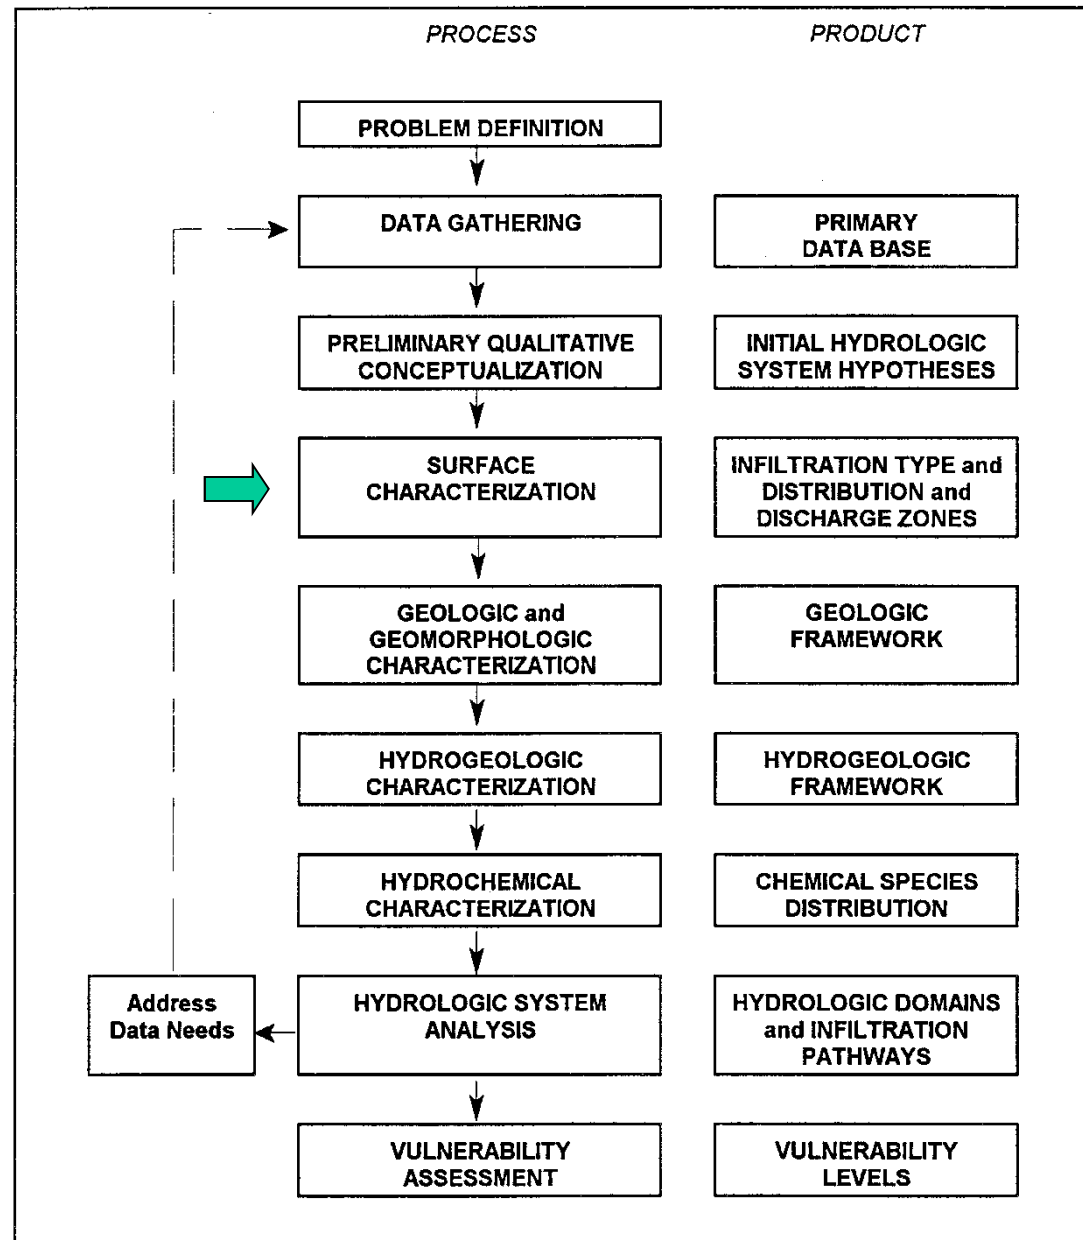 PROCESS PRODUCT
PROBLEM DEFINITION
DATA GATHERING
PRIMARY
DATA BASE
PRELIMINARY QUALITATIVE
CONCEPTUALIZATION
INITIAL HYDROLOGIC
SYSTEM HYPOTHESES
SURFACE
CHARACTERIZATION
INFILTRATION TYPE and
DISTRIBUTION and
DISCHARGE ZONES
GEOLOGIC and
GEOMORPHOLOGIC
CHARACTERIZATION
GEOLOGIC
FRAMEWORK
HYDROGEOLOGIC
CHARACTERIZATION
HYDROGEOLOGIC
FRAMEWORK
HYDROCHEMICAL
CHARACTERIZATION
CHEMICAL SPECIES
DISTRIBUTION
Address
Data Needs
HYDROLOGIC SYSTEM
ANALYSIS
HYDROLOGIC DOMAINS
and INFILTRATION
PATHWAYS
VULNERABILITY
ASSESSMENT
VULNERABILITY
LEVELS